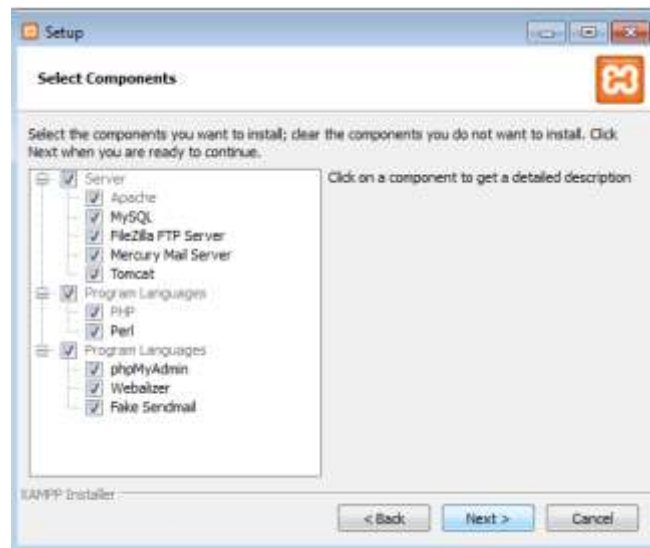 Setup
Select Components
Select the components you want to install; clear the components you do not want to install. Click
Next when you are ready to continue.
Server
Apache
MySQL
FileZilla FTP Server
Mercury Mail Server
Tomcat
Program Languages
PHP
Perl
Program Languages
phpMyAdmin
Webalizer
Fake Sendmail
Click on a component to get a detailed description
XAMPP Installer
< Back
Next >
Cancel